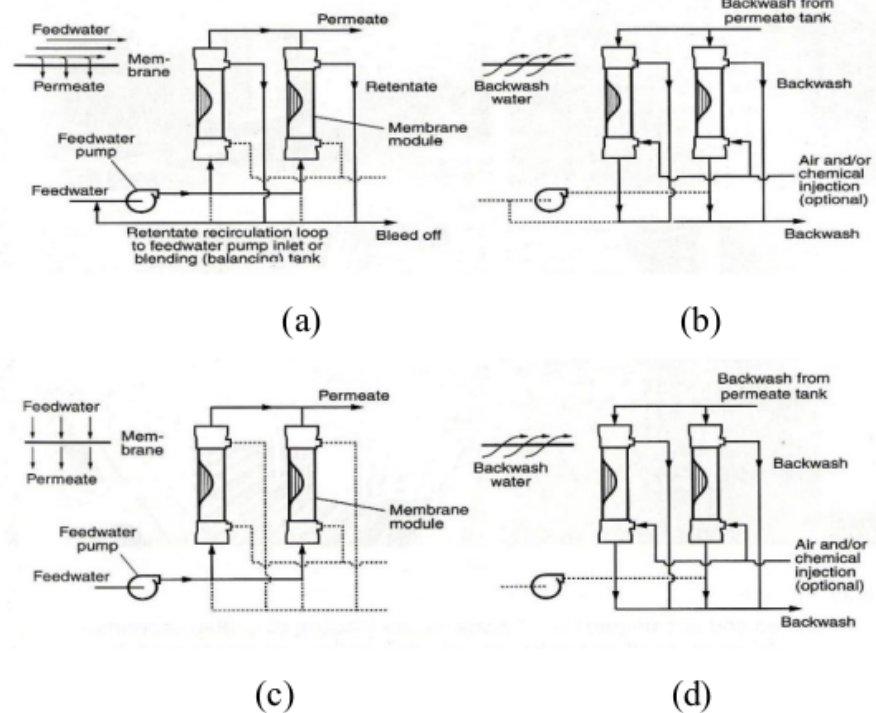 Permeate
Feedwater
Mem-
brane
Permeate
Retentate
Membrane
module
Feedwater
pump
Feedwater
Retentate recirculation loop
to feedwater pump inlet or
blending (balancing) tank
Bleed off
(a)
Backwash from
permeate tank
Backwash
water
Backwash
Air and/or
chemical
injection
(optional)
Backwash
(b)
Permeate
Feedwater
Mem-
brane
Permeate
Membrane
module
Feedwater
pump
Feedwater
(c)
Backwash from
permeate tank
Backwash
water
Backwash
Air and/or
chemical
injection
(optional)
Backwash
(d)